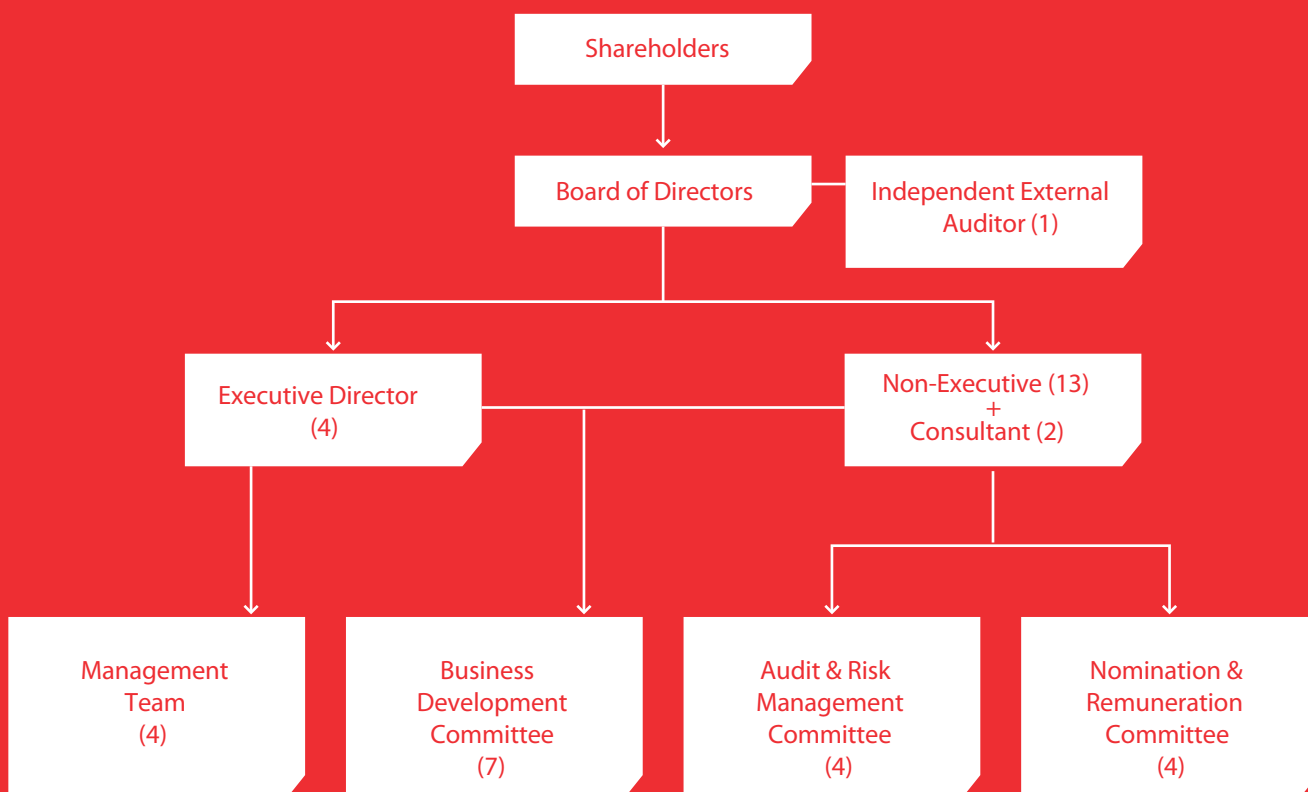 Shareholders
Board of Directors
Independent External
Auditor (1)
Executive Director
(4)
Non-Executive (13)
+
Consultant (2)
Management
Team
(4)
Business
Development
Committee
(7)
Audit & Risk
Management
Committee
(4)
Nomination &
Remuneration
Committee
(4)